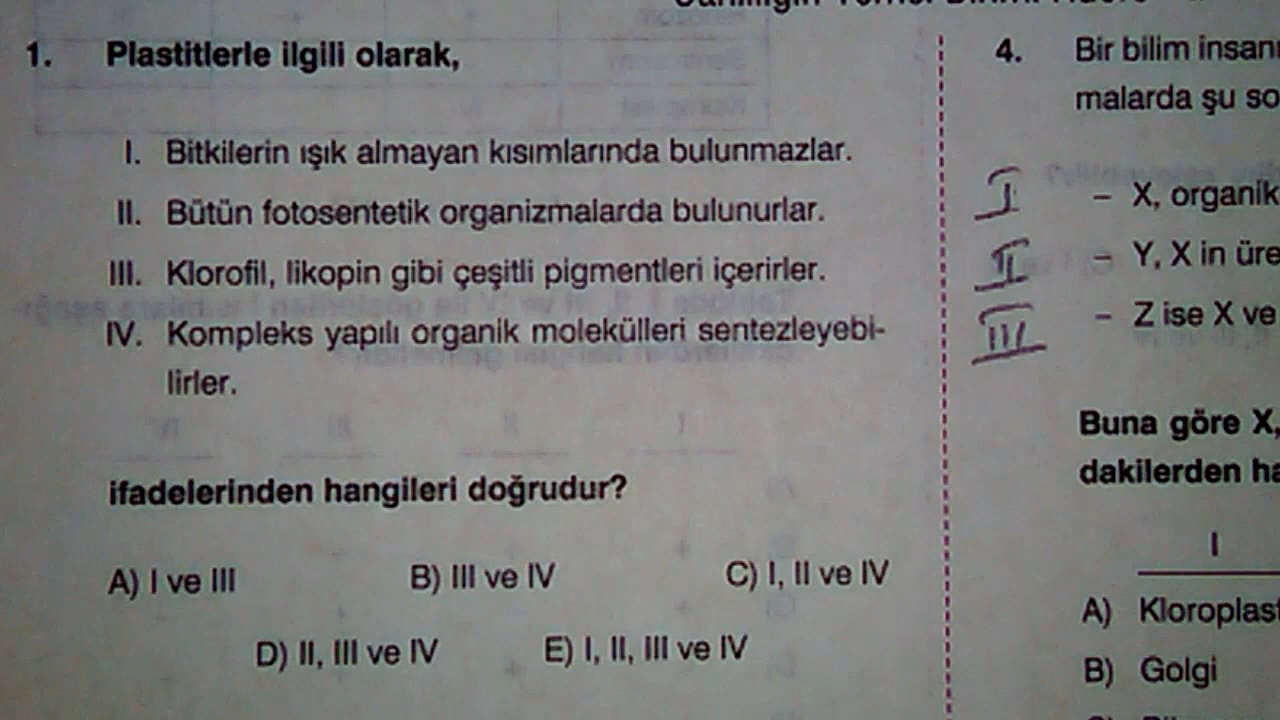 1. Plastitlerle ilgili olarak,
I. Bitkilerin ışık almayan kısımlarında bulunmazlar.
II. Bütün fotosentetik organizmalarda bulunurlar.
III. Klorofil, likopin gibi çeşitli pigmentleri içerirler.
IV. Kompleks yapılı organik molekülleri sentezleyebi-
lirler.
ifadelerinden hangileri doğrudur?
A) I ve III B) III ve IV C) I, II ve IV
D) II, III ve IV E) I, II, III ve IV
4. Bir bilim insanı
malarda şu so
I – X, organik
II – Y, X in üre
III – Z ise X ve
Buna göre X,
dakilerden ha
I
A) Kloroplast
B) Golgi